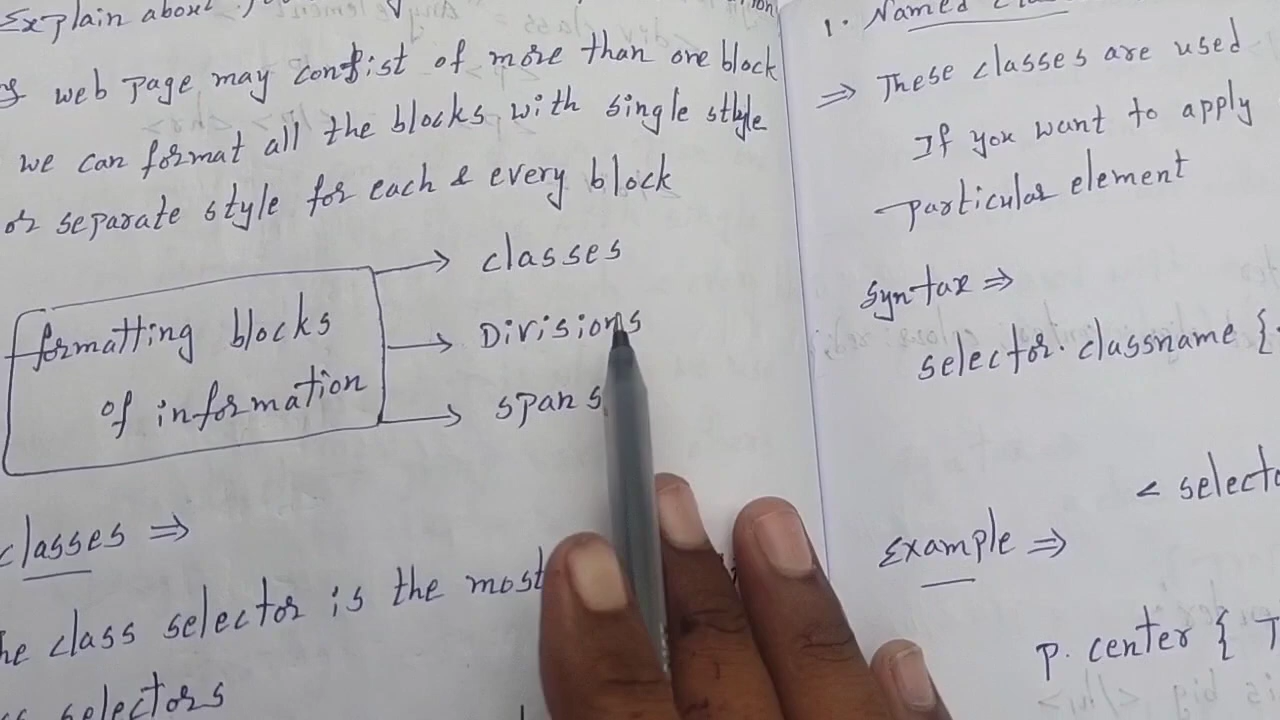 Explain about
web page may consist of more than one block
we can format all the blocks with single style
or separate style for each & every block
formatting blocks
of information
classes
Divisions
spans
classes ⇒
The class selector is the most
selectors
1. Named
⇒ These classes are used
If you want to apply
particular element
Syntax ⇒
selector. classname {
< selecto
Example ⇒
P. center { T